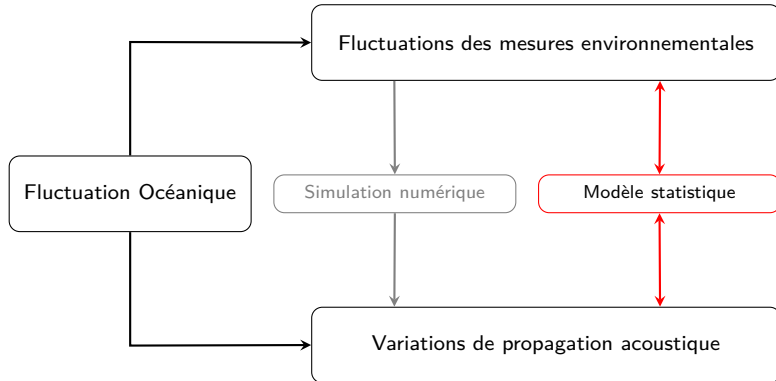 Fluctuations des mesures environnementales
Fluctuation Océanique
Simulation numérique
Modèle statistique
Variations de propagation acoustique